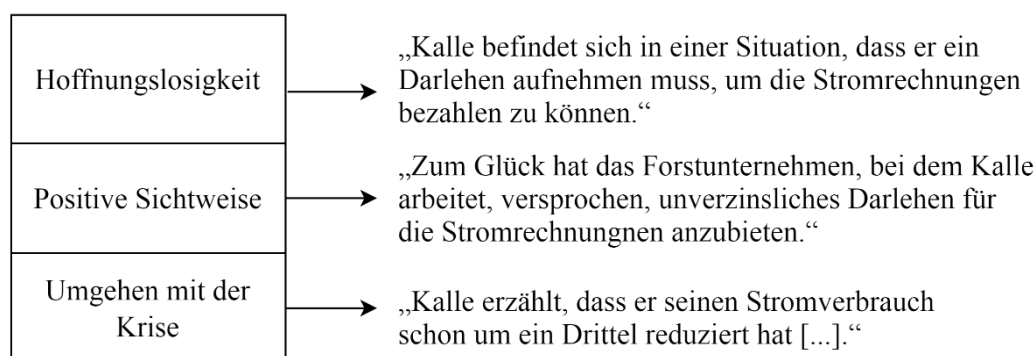 Hoffnungslosigkeit
„Kalle befindet sich in einer Situation, dass er ein
Darlehen aufnehmen muss, um die Stromrechnungen
bezahlen zu können.“
Positive Sichtweise
„Zum Glück hat das Forstunternehmen, bei dem Kalle
arbeitet, versprochen, unverzinsliches Darlehen für
die Stromrechnungnen anzubieten.“
Umgehen mit der
Krise
„Kalle erzählt, dass er seinen Stromverbrauch
schon um ein Drittel reduziert hat [...].“